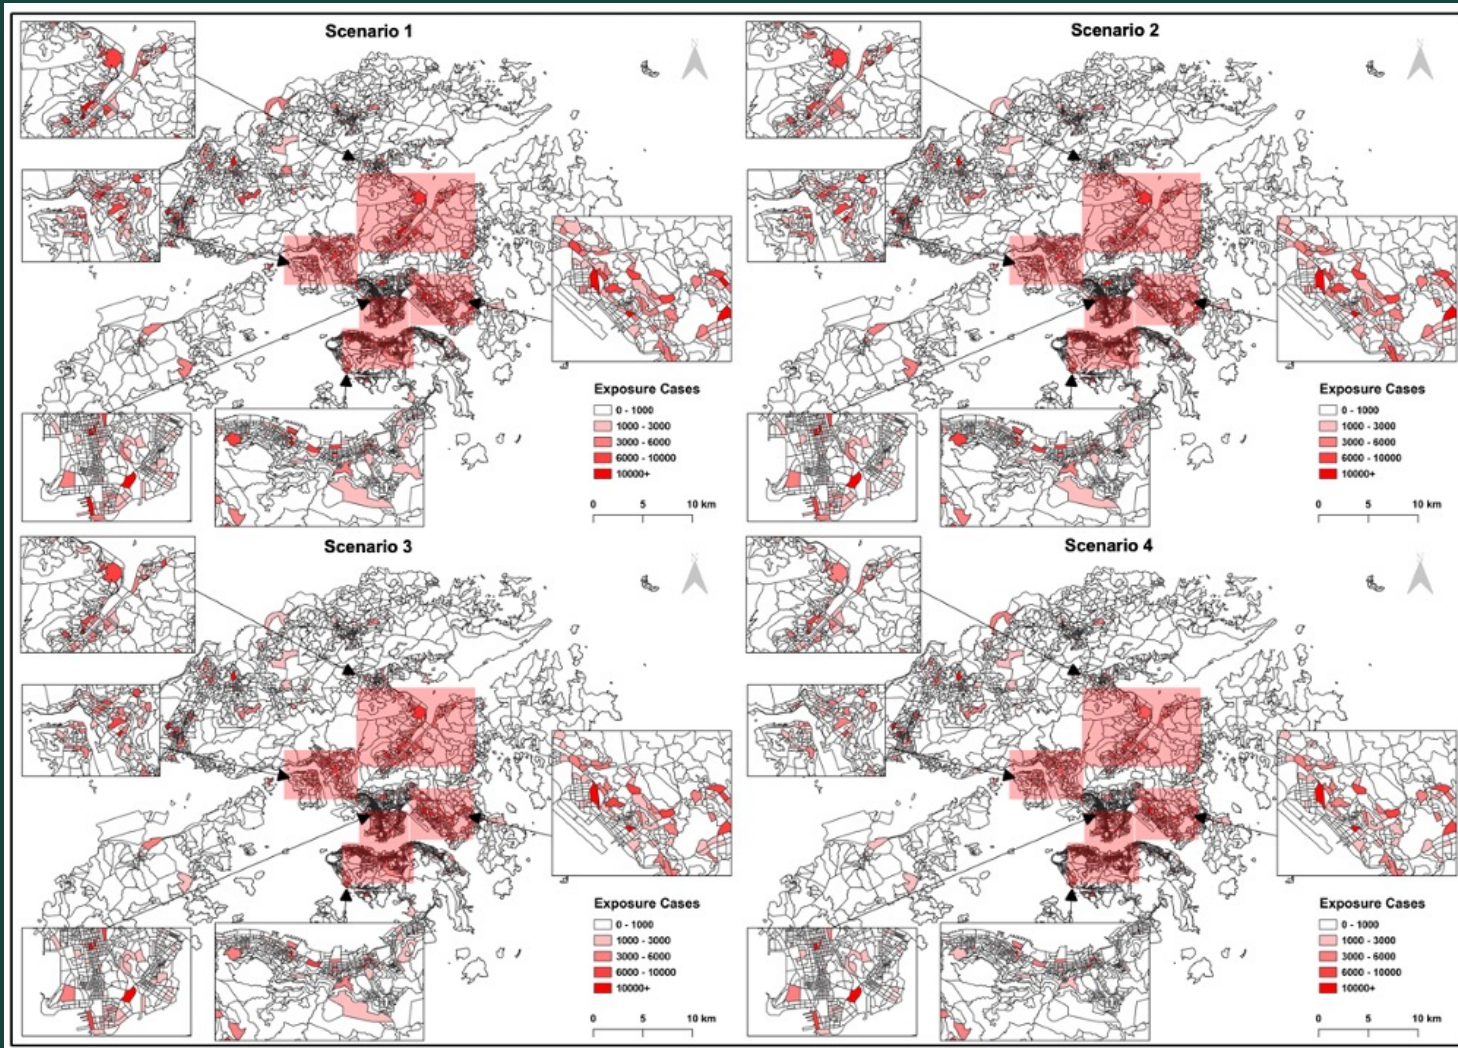 Scenario 1
N
Exposure Cases
0 - 1000
1000 - 3000
3000 - 6000
6000 - 10000
10000+
0 5 10 km
Scenario 2
N
Exposure Cases
0 - 1000
1000 - 3000
3000 - 6000
6000 - 10000
10000+
0 5 10 km
Scenario 3
N
Exposure Cases
0 - 1000
1000 - 3000
3000 - 6000
6000 - 10000
10000+
0 5 10 km
Scenario 4
N
Exposure Cases
0 - 1000
1000 - 3000
3000 - 6000
6000 - 10000
10000+
0 5 10 km